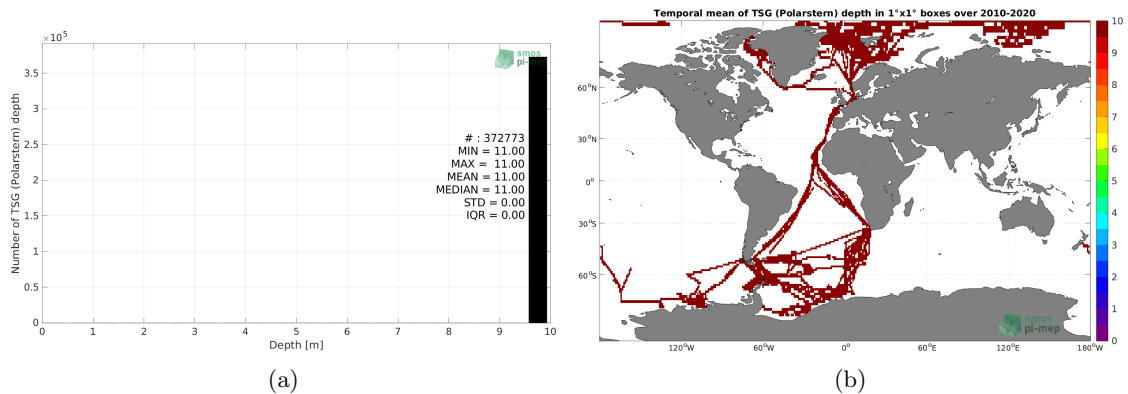 ×10⁵
smos
pi-mep
3.5
3
2.5
2
1.5
1
0.5
0
Number of TSG (Polarstern) depth
# : 372773
MIN = 11.00
MAX = 11.00
MEAN = 11.00
MEDIAN = 11.00
STD = 0.00
IQR = 0.00
0 1 2 3 4 5 6 7 8 9 10
Depth [m]
(a)
Temporal mean of TSG (Polarstern) depth in 1°x1° boxes over 2010-2020
60°N
30°N
0°
30°S
60°S
120°W 60°W 0° 60°E 120°E 180°W
smos
pi-mep
10
9
8
7
6
5
4
3
2
1
0
(b)